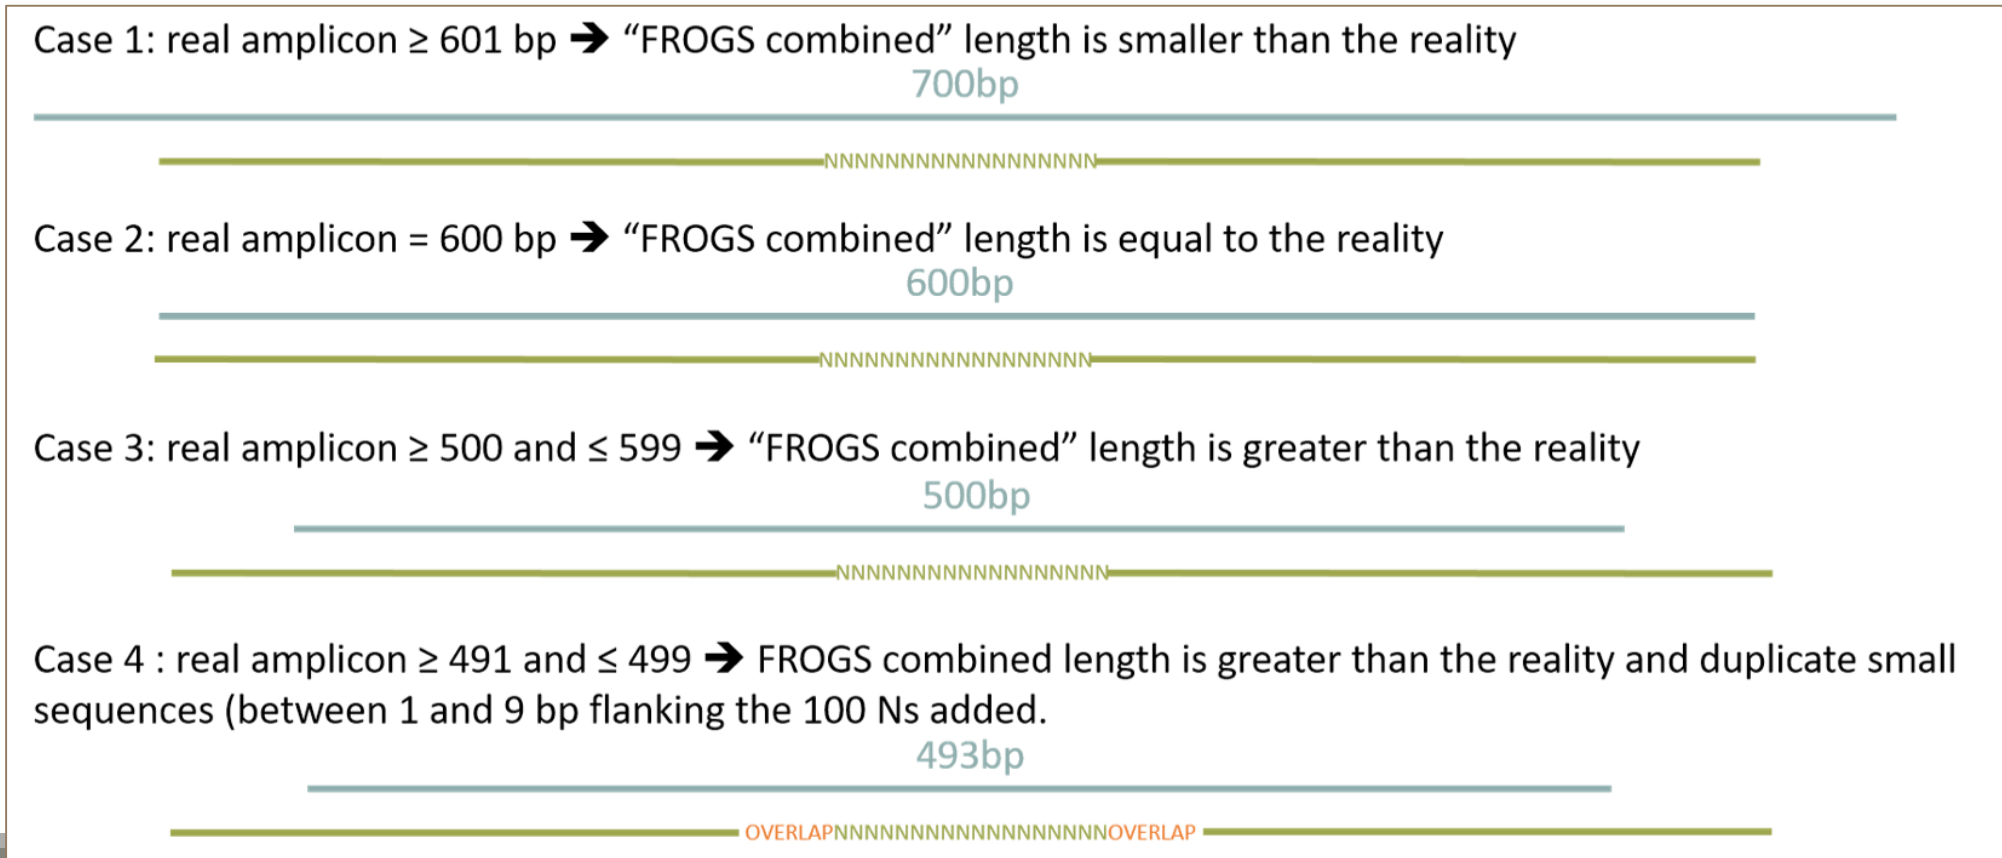 Case 1: real amplicon ≥ 601 bp ➔ “FROGS combined” length is smaller than the reality
700bp
NNNNNNNNNNNNNNNNNN
Case 2: real amplicon = 600 bp ➔ “FROGS combined” length is equal to the reality
600bp
NNNNNNNNNNNNNNNNNN
Case 3: real amplicon ≥ 500 and ≤ 599 ➔ “FROGS combined” length is greater than the reality
500bp
NNNNNNNNNNNNNNNNNN
Case 4 : real amplicon ≥ 491 and ≤ 499 ➔ FROGS combined length is greater than the reality and duplicate small
sequences (between 1 and 9 bp flanking the 100 Ns added.
493bp
OVERLAPNNNNNNNNNNNNNNNNNNOVERLAP